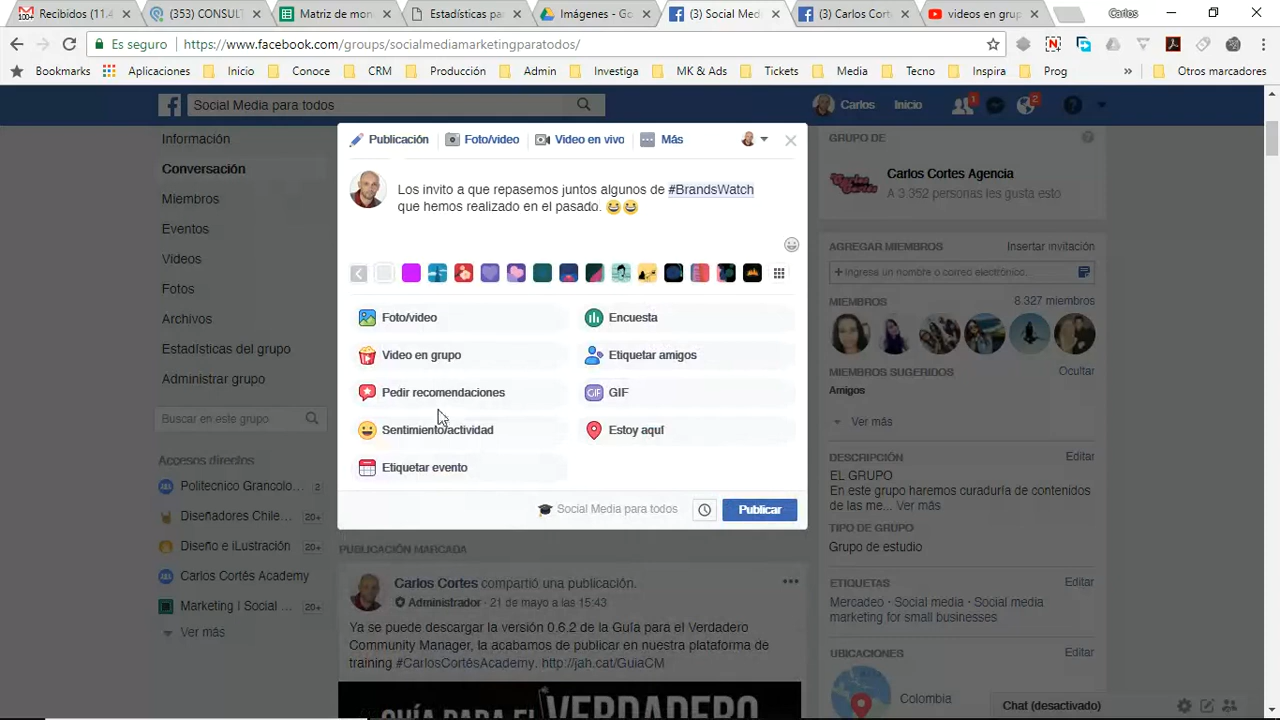 Recibidos (11.4
(353) CONSULT
Matriz de mon
Estadísticas pa
Imágenes - Go
(3) Social Med
(3) Carlos Cort
videos en grup
Carlos
Es seguro https://www.facebook.com/groups/socialmediamarketingparatodos/
Bookmarks Aplicaciones Inicio Conoce CRM Producción Admin Investiga MK & Ads Tickets Media Tecno Inspira Prog » Otros marcadores
Social Media para todos
Carlos Inicio 1 2
Información
Conversación
Miembros
Eventos
Videos
Fotos
Archivos
Estadísticas del grupo
Administrar grupo
Buscar en este grupo
Accesos directos
Politecnico Grancolo... 2
Diseñadores Chile... 20+
Diseño e iLustración 20+
Carlos Cortés Academy
Marketing | Social ... 20+
Ver más
Publicación Foto/video Video en vivo Más
Los invito a que repasemos juntos algunos de #BrandsWatch
que hemos realizado en el pasado. 😆😆
Foto/video Encuesta
Video en grupo Etiquetar amigos
Pedir recomendaciones GIF GIF
Sentimiento/actividad Estoy aquí
Etiquetar evento
Social Media para todos Publicar
PUBLICACIÓN MARCADA
Carlos Cortes compartió una publicación.
Administrador · 21 de mayo a las 15:43
Ya se puede descargar la versión 0.6.2 de la Guía para el Verdadero
Community Manager, la acabamos de publicar en nuestra plataforma de
training #CarlosCortésAcademy. http://jah.cat/GuiaCM
GUÍA PARA EL VERDADERO
GRUPO DE
Carlos Cortes Agencia
A 3 352 personas les gusta esto
AGREGAR MIEMBROS Insertar invitación
+ Ingresa un nombre o correo electrónico...
MIEMBROS 8.327 miembros
MIEMBROS SUGERIDOS Ocultar
Amigos
Ver más
DESCRIPCIÓN Editar
EL GRUPO
En este grupo haremos curaduría de contenidos
de las me... Ver más
TIPO DE GRUPO
Grupo de estudio
ETIQUETAS Editar
Mercadeo · Social media · Social media
marketing for small businesses
UBICACIONES Editar
Colombia
Chat (desactivado)